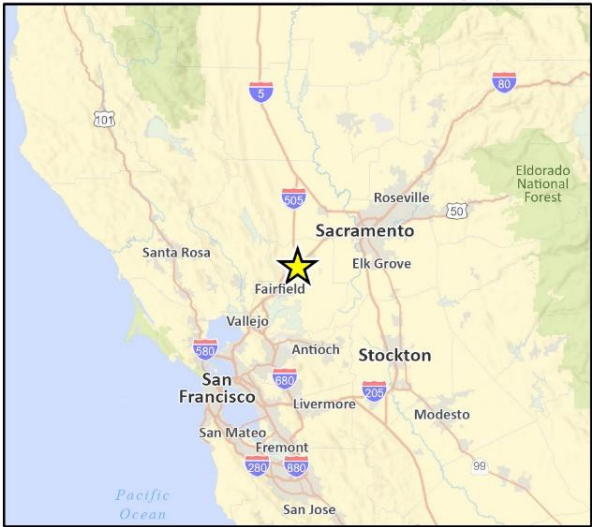 80
5
101
Eldorado
National
Forest
505
Roseville
50
Sacramento
Santa Rosa
Elk Grove
Fairfield
Vallejo
580
Antioch
Stockton
San
Francisco
680
205
Livermore
Modesto
San Mateo
Fremont
280
880
99
Pacific
Ocean
San Jose